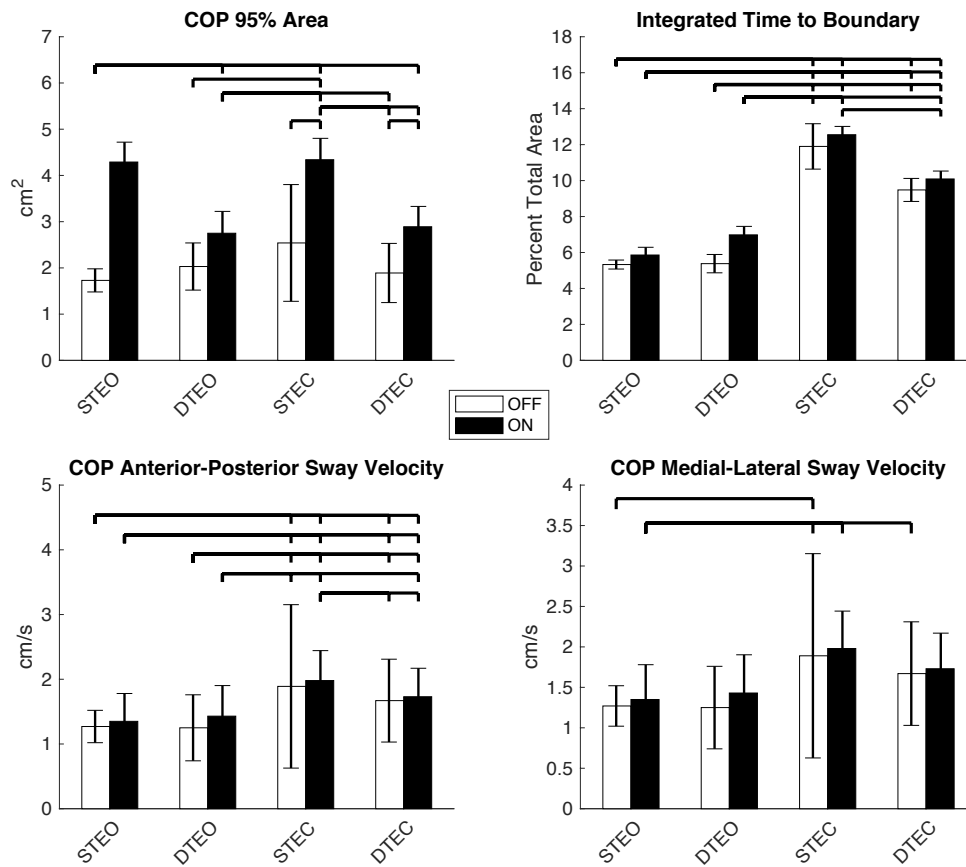 COP 95% Area
7
6
5
4
3
2
1
0
cm2
STEO
DTEO
STEC
DTEC
Integrated Time to Boundary
18
16
14
12
10
8
6
4
2
0
Percent Total Area
STEO
DTEO
STEC
DTEC
OFF
ON
COP Anterior-Posterior Sway Velocity
5
4
3
2
1
0
cm/s
STEO
DTEO
STEC
DTEC
COP Medial-Lateral Sway Velocity
4
3.5
3
2.5
2
1.5
1
0.5
0
cm/s
STEO
DTEO
STEC
DTEC